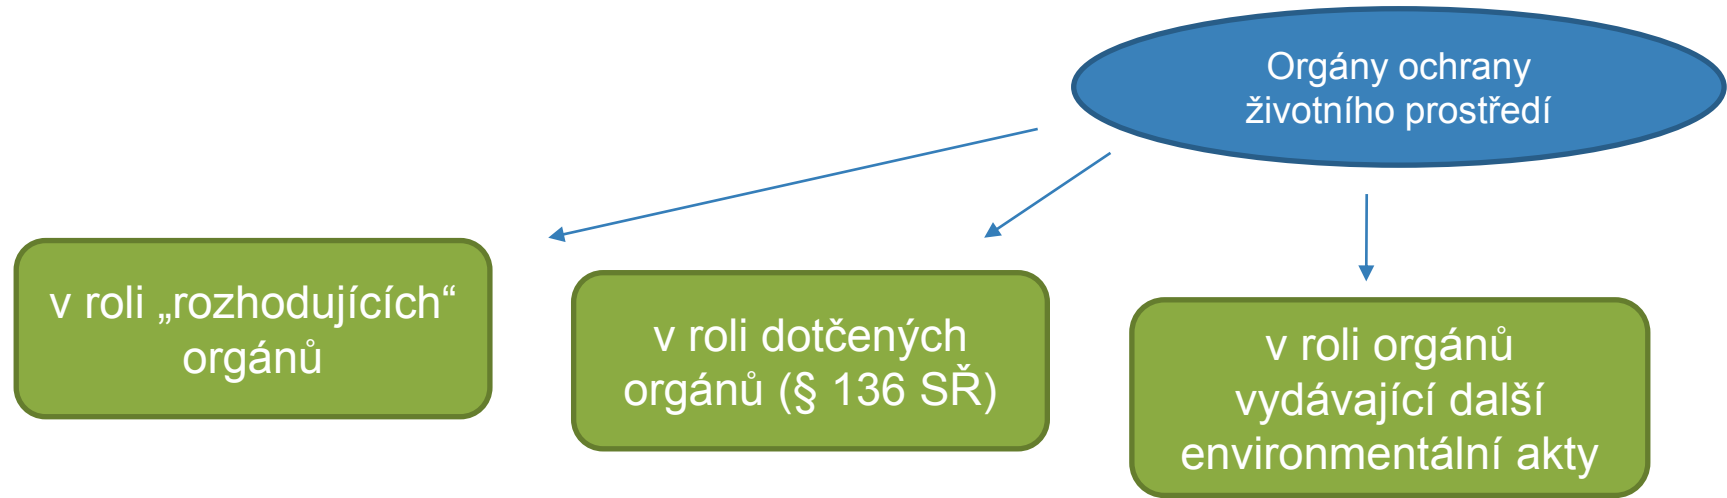 Orgány ochrany
životního prostředí
v roli „rozhodujících“
orgánů
v roli dotčených
orgánů (§ 136 SŘ)
v roli orgánů
vydávající další
environmentální akty